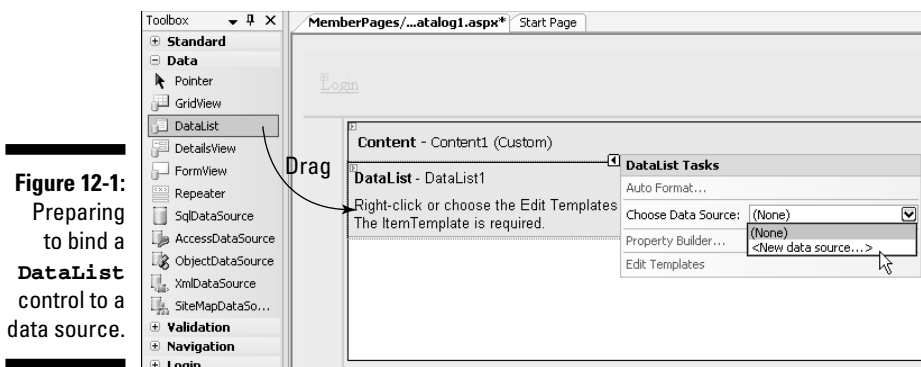 Toolbox
MemberPages/...atalog1.aspx*
Start Page
Standard
Data
Pointer
GridView
DataList
DetailsView
FormView
Repeater
SqlDataSource
AccessDataSource
ObjectDataSource
XmlDataSource
SiteMapDataSo...
Validation
Navigation
Login
Drag
Login
Content - Content1 (Custom)
DataList - DataList1
Right-click or choose the Edit Templates
The ItemTemplate is required.
DataList Tasks
Auto Format...
Choose Data Source: (None)
(None)
<New data source...>
Property Builder...
Edit Templates
Figure 12-1:
Preparing
to bind a
DataList
control to a
data source.